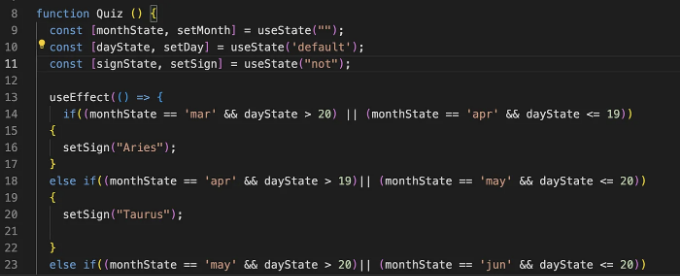 8 function Quiz () {
9 const [monthState, setMonth] = useState("");
10 const [dayState, setDay] = useState('default');
11 const [signState, setSign] = useState("not");
12
13 useEffect(() => {
14 if((monthState == 'mar' && dayState > 20) || (monthState == 'apr' && dayState <= 19))
15 {
16 setSign("Aries");
17 }
18 else if((monthState == 'apr' && dayState > 19)|| (monthState == 'may' && dayState <= 20))
19 {
20 setSign("Taurus");
21
22 }
23 else if((monthState == 'may' && dayState > 20)|| (monthState == 'jun' && dayState <= 20))